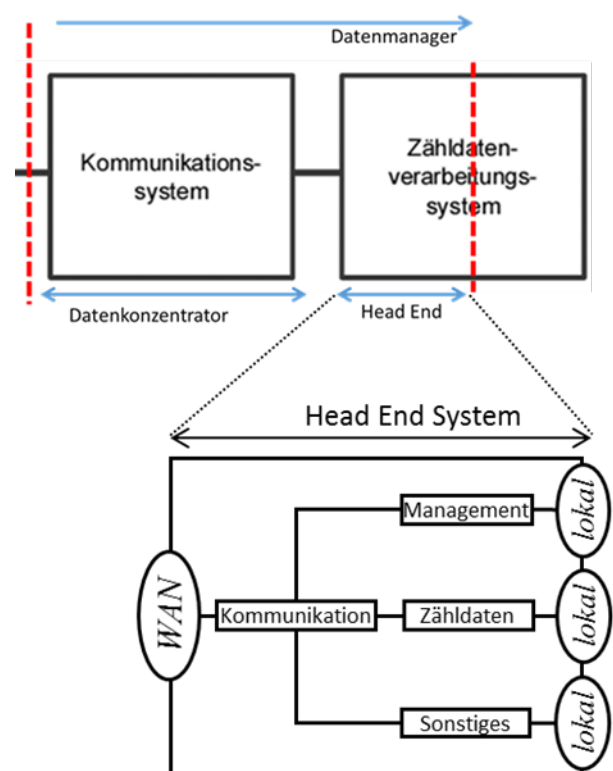 Datenmanager
Kommunikations-
system
Zähldaten-
verarbeitungs-
system
Datenkonzentrator
Head End
Head End System
WAN
Kommunikation
Management
lokal
Zähldaten
lokal
Sonstiges
lokal